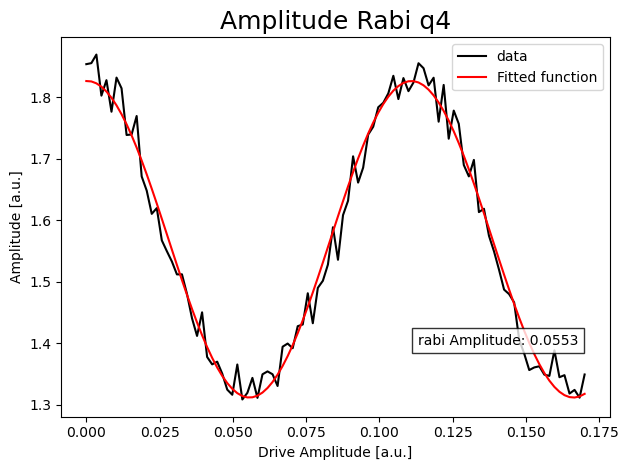 Amplitude Rabi q4
data
Fitted function
Amplitude [a.u.]
1.8
1.7
1.6
1.5
1.4
1.3
rabi Amplitude: 0.0553
0.000
0.025
0.050
0.075
0.100
0.125
0.150
0.175
Drive Amplitude [a.u.]